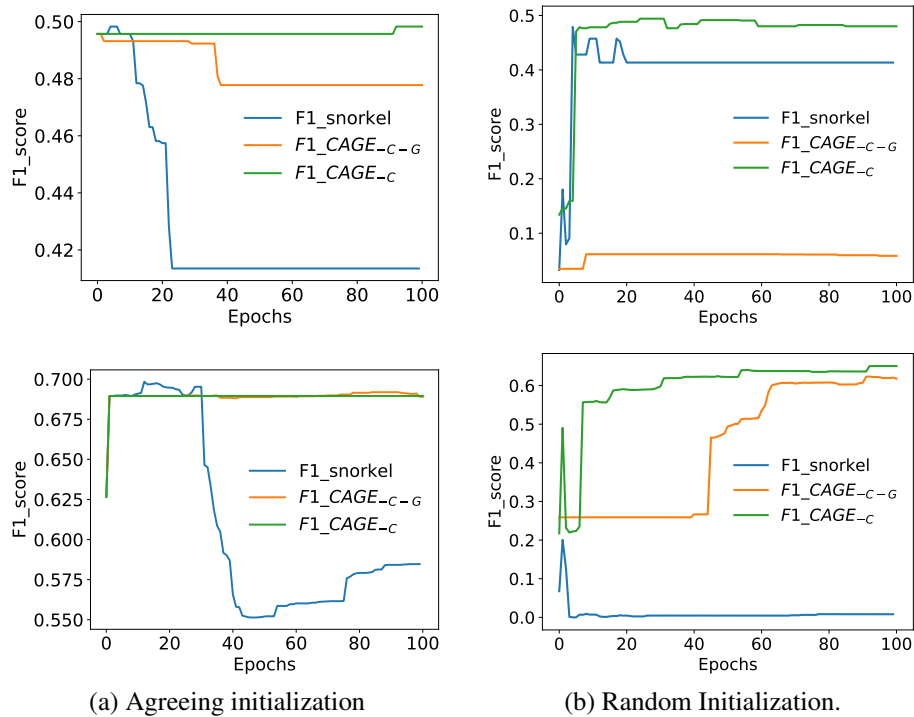 0.50
0.48
0.46
0.44
0.42
F1_score
F1_snorkel
F1_CAGE−C−G
F1_CAGE−C
0 20 40 60 80 100
Epochs
0.5
0.4
0.3
0.2
0.1
F1_score
F1_snorkel
F1_CAGE−C−G
F1_CAGE−C
0 20 40 60 80 100
Epochs
0.700
0.675
0.650
0.625
0.600
0.575
0.550
F1_score
F1_snorkel
F1_CAGE−C−G
F1_CAGE−C
0 20 40 60 80 100
Epochs
(a) Agreeing initialization
0.6
0.5
0.4
0.3
0.2
0.1
0.0
F1_score
F1_snorkel
F1_CAGE−C−G
F1_CAGE−C
0 20 40 60 80 100
Epochs
(b) Random Initialization.